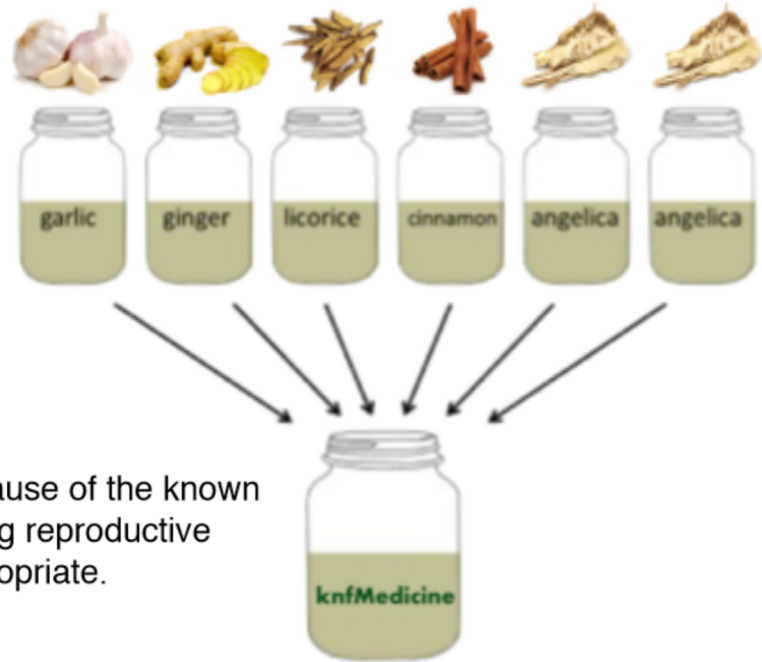 garlic
ginger
licorice
cinnamon
angelica
angelica
ause of the known
g reproductive
opriate.
knfMedicine